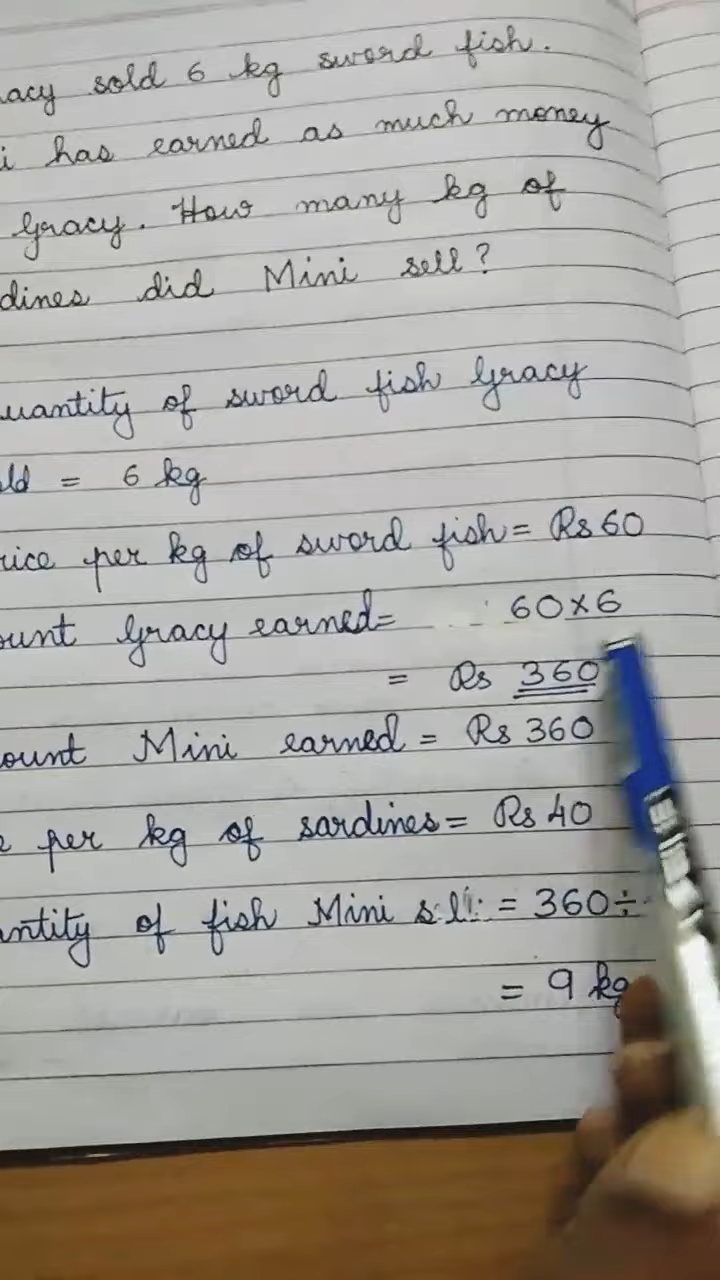 acy sold 6 kg sword fish.
i has earned as much money
Gracy. How many kg of
dines did Mini sell?
uantity of sword fish Gracy
ld = 6 kg
rice per kg of sword fish = Rs 60
ount Gracy earned = 60×6
= Rs 360
ount Mini earned = Rs 360
e per kg of sardines = Rs 40
ntity of fish Mini = 360÷
= 9 kg